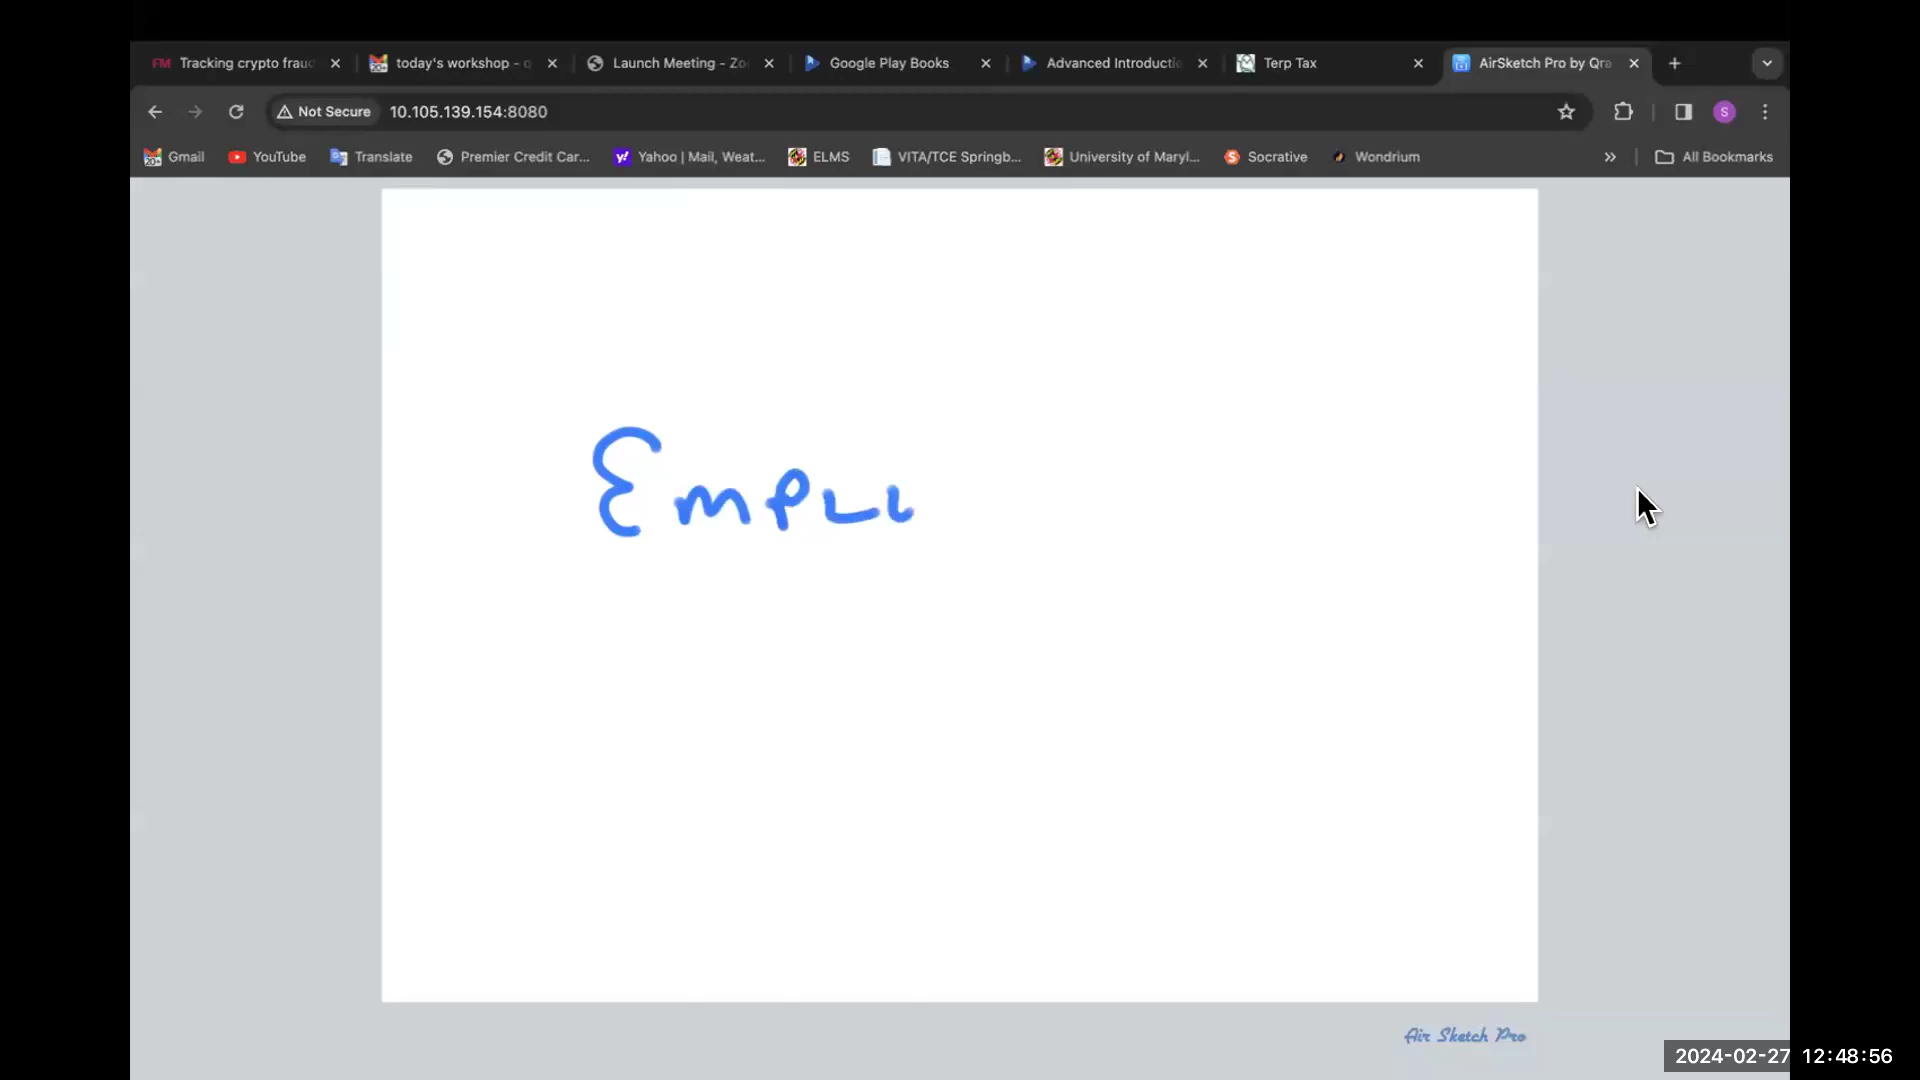 Tracking crypto frau
today's workshop - q
Launch Meeting - Zo
Google Play Books
Advanced Introducti
Terp Tax
AirSketch Pro by Qra
Not Secure 10.105.139.154:8080
S
Gmail
YouTube
Translate
Premier Credit Car...
Yahoo | Mail, Weat...
ELMS
VITA/TCE Springb...
University of Maryl...
Socrative
Wondrium
All Bookmarks
Empl
Air Sketch Pro
2024-02-27 12:48:56